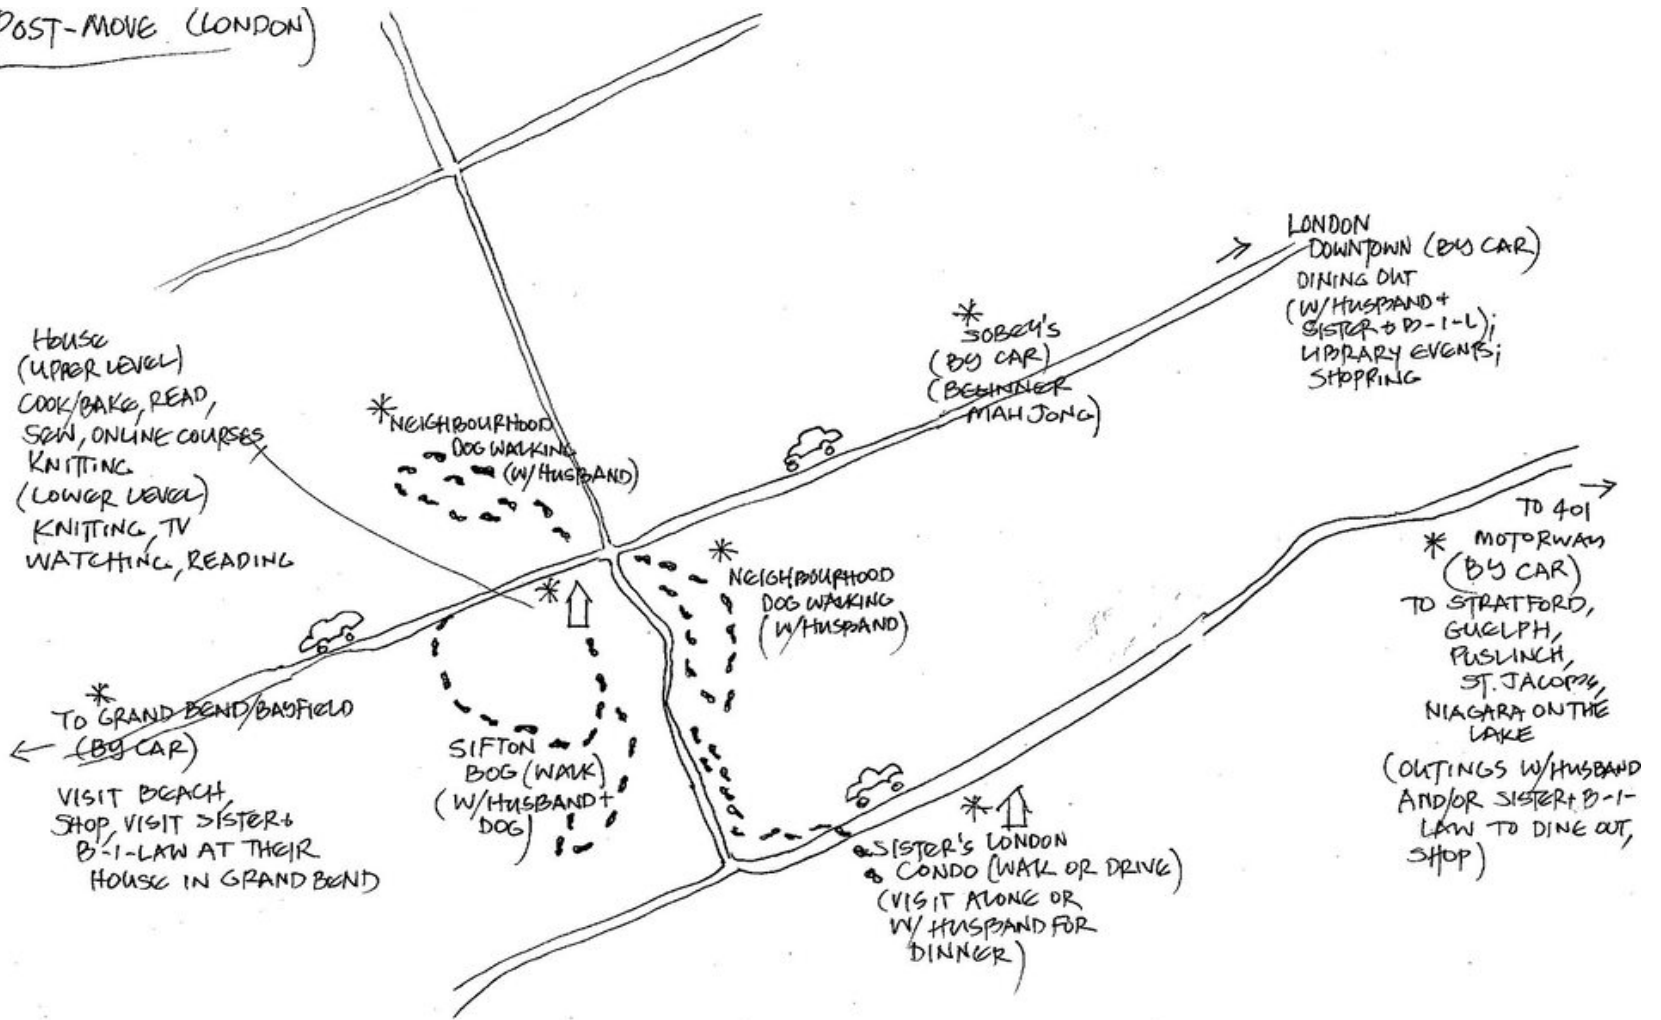 POST-MOVE (LONDON)
LONDON
DOWNTOWN (BY CAR)
DINING OUT
(W/HUSBAND +
SISTER + B-I-L);
LIBRARY EVENTS;
SHOPPING
*
SOBEY'S
(BY CAR)
(BEGINNER
MAH JONG)
HOUSE
(UPPER LEVEL)
COOK/BAKE, READ,
SEW, ONLINE COURSES
KNITTING
(LOWER LEVEL)
KNITTING, TV
WATCHING, READING
* NEIGHBOURHOOD
DOG WALKING
(W/HUSBAND)
* NEIGHBOURHOOD
DOG WALKING
(W/HUSBAND)
*
TO 401
* MOTORWAY
(BY CAR)
TO STRATFORD,
GUELPH,
PUSLINCH,
ST. JACOBS,
NIAGARA ON THE
LAKE
(OUTINGS W/HUSBAND
AND/OR SISTER + B-I-
LAW TO DINE OUT,
SHOP)
*
TO GRAND BEND/BAYFIELD
(BY CAR)
VISIT BEACH,
SHOP, VISIT SISTER +
B-I-LAW AT THEIR
HOUSE IN GRAND BEND
SIFTON
BOG (WALK)
(W/HUSBAND +
DOG)
*
SISTER'S LONDON
CONDO (WALK OR DRIVE)
(VISIT ALONE OR
W/HUSBAND FOR
DINNER)